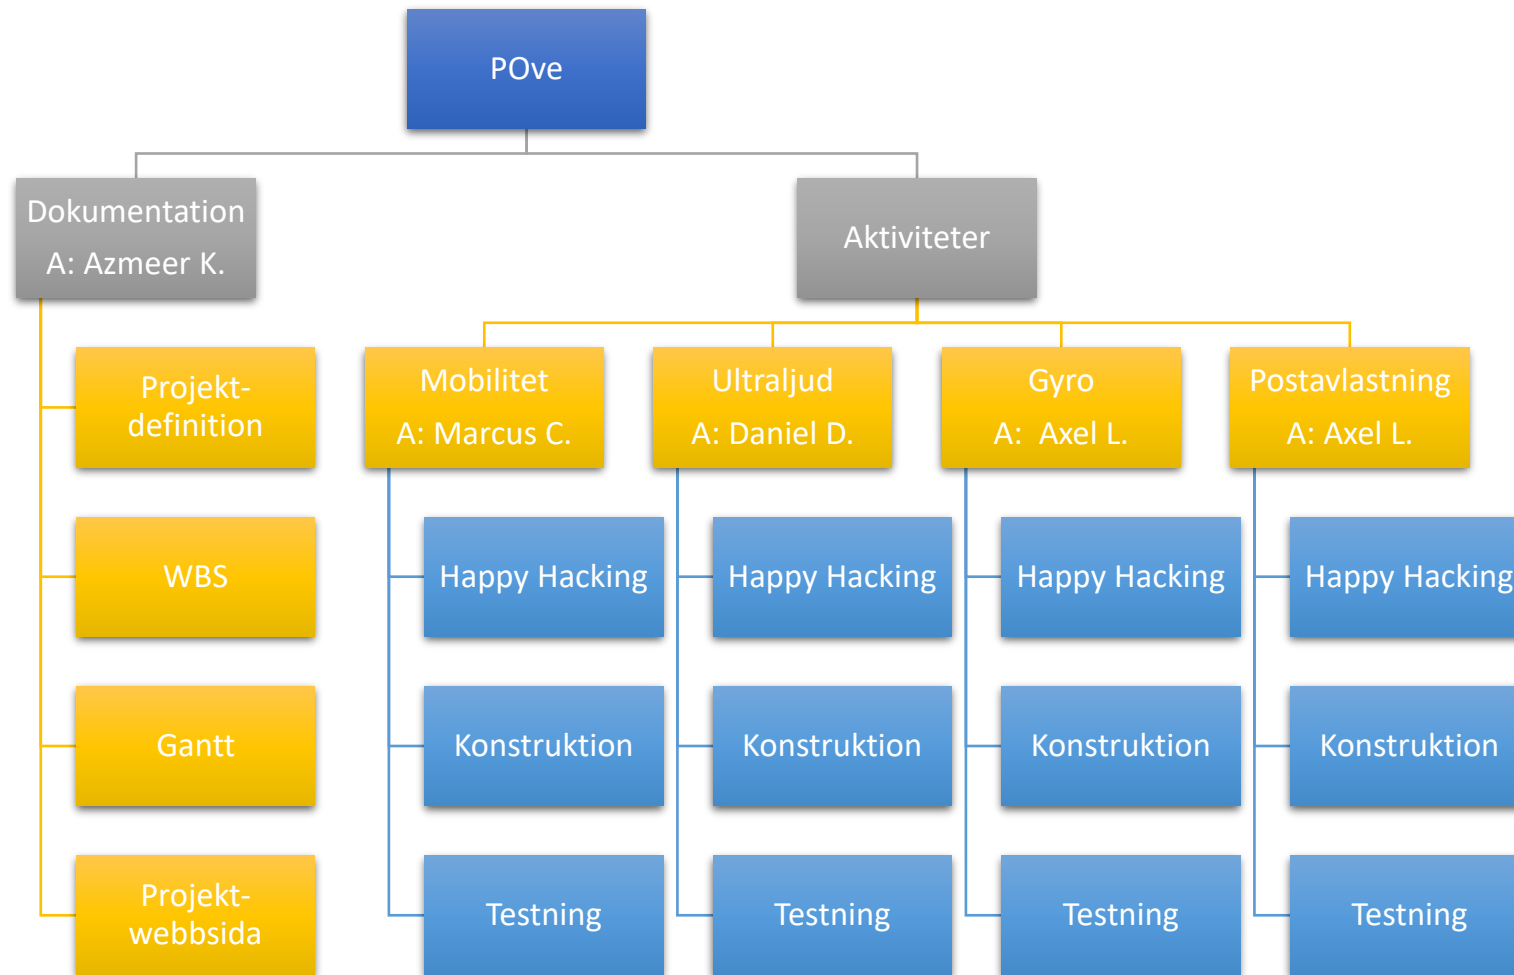 POve
Dokumentation
A: Azmeer K.
Aktiviteter
Projekt-
definition
Mobilitet
A: Marcus C.
Ultraljud
A: Daniel D.
Gyro
A:  Axel L.
Postavlastning
A: Axel L.
WBS
Happy Hacking
Happy Hacking
Happy Hacking
Happy Hacking
Gantt
Konstruktion
Konstruktion
Konstruktion
Konstruktion
Projekt-
webbsida
Testning
Testning
Testning
Testning